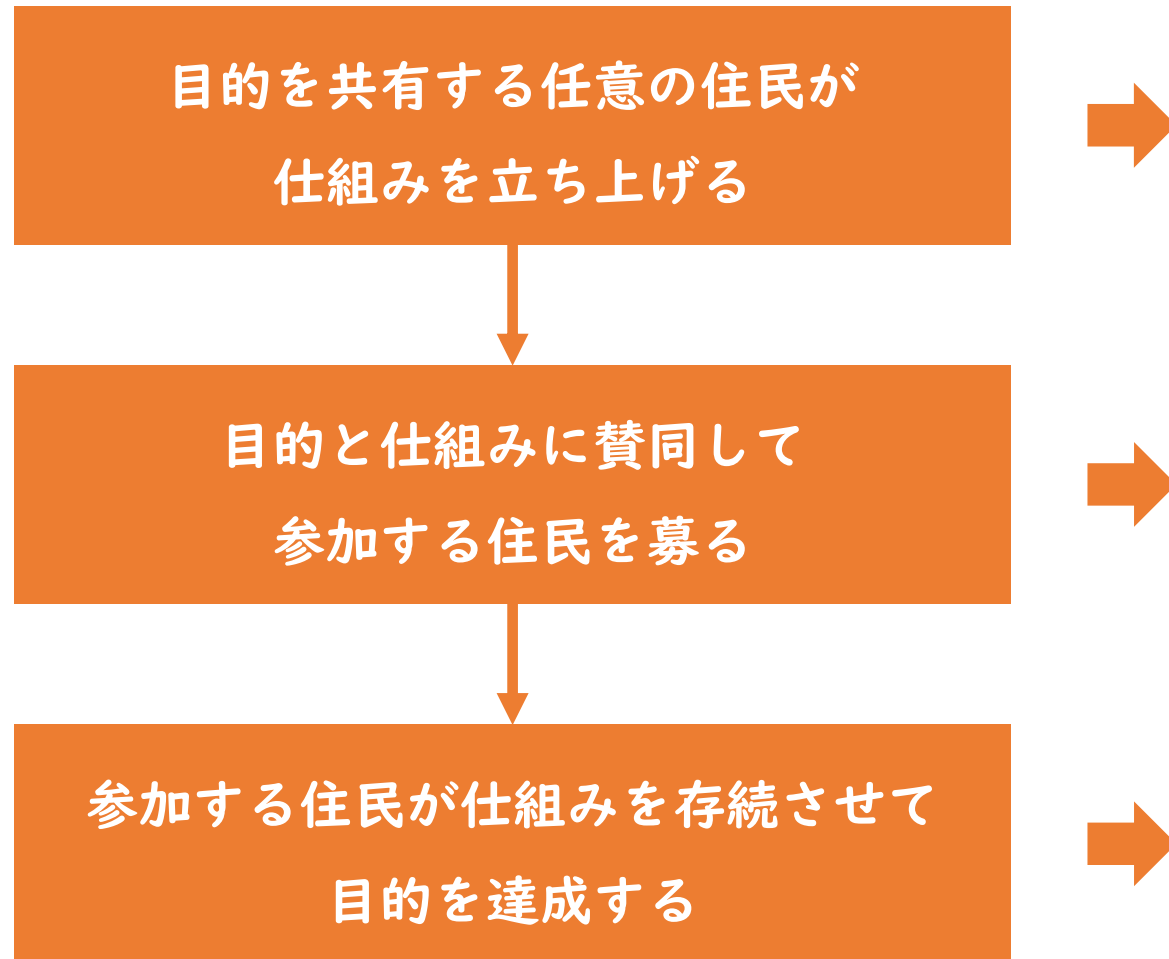 目的を共有する任意の住民が
仕組みを立ち上げる
目的と仕組みに賛同して
参加する住民を募る
参加する住民が仕組みを存続させて
目的を達成する